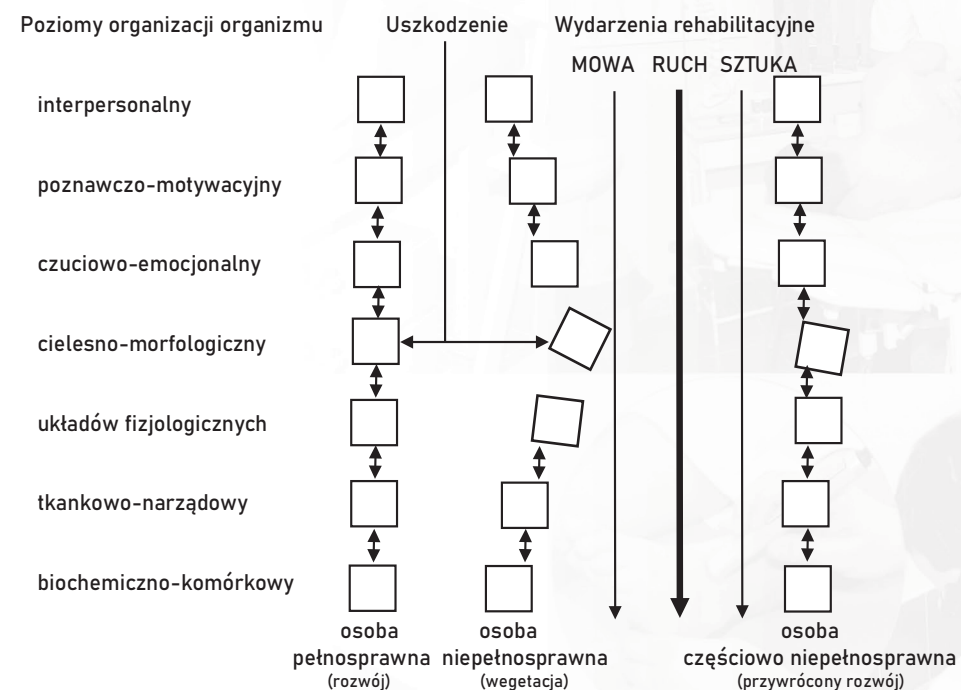 Poziomy organizacji organizmu Uszkodzenie Wydarzenia rehabilitacyjne
MOWA RUCH SZTUKA
interpersonalny
poznawczo-motywacyjny
czuciowo-emocjonalny
cielesno-morfologiczny
układów fizjologicznych
tkankowo-narządowy
biochemiczno-komórkowy
osoba
pełnosprawna
(rozwój)
osoba
niepełnosprawna
(wegetacja)
osoba
częściowo niepełnosprawna
(przywrócony rozwój)